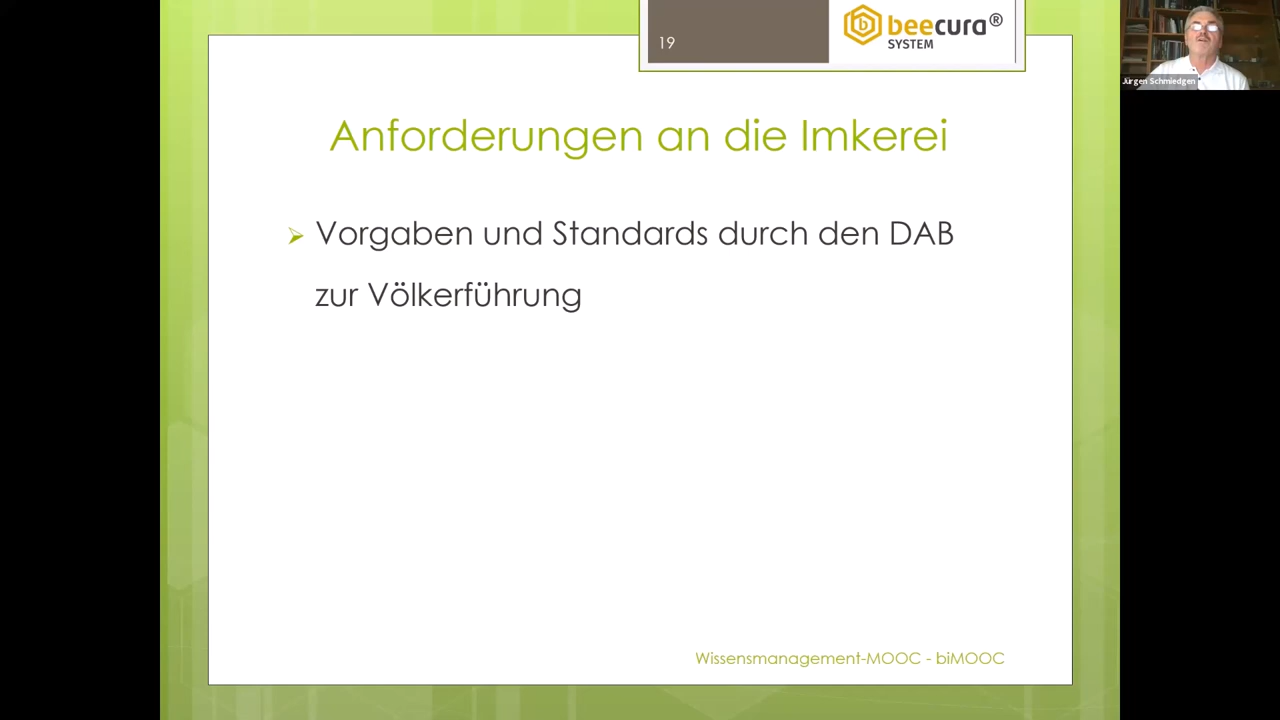 19
beecura®
SYSTEM
Jürgen Schmiedgen
Anforderungen an die Imkerei
Vorgaben und Standards durch den DAB
zur Völkerführung
Wissensmanagement-MOOC - biMOOC